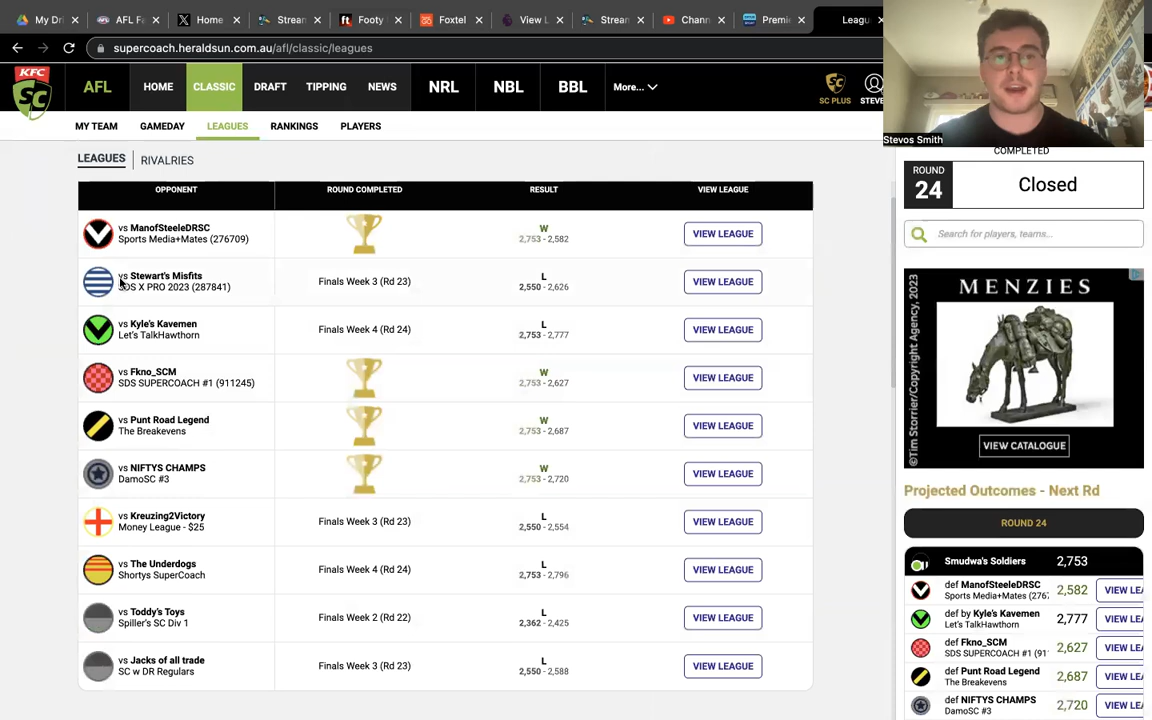 My Dri
AFL Fa
Home
Stream
Footy
Foxtel
View L
Stream
Chann
Premie
Leagu
supercoach.heraldsun.com.au/afl/classic/leagues
KFC
SC
AFL
HOME
CLASSIC
DRAFT
TIPPING
NEWS
NRL
NBL
BBL
More...
SC PLUS
STEVE
MY TEAM
GAMEDAY
LEAGUES
RANKINGS
PLAYERS
Stevos Smith
LEAGUES
RIVALRIES
OPPONENT
ROUND COMPLETED
RESULT
VIEW LEAGUE
vs ManofSteeleDRSC
Sports Media+Mates (276709)
W
2,753 - 2,582
VIEW LEAGUE
vs Stewart's Misfits
SDS X PRO 2023 (287841)
Finals Week 3 (Rd 23)
L
2,550 - 2,626
VIEW LEAGUE
vs Kyle's Kavemen
Let's TalkHawthorn
Finals Week 4 (Rd 24)
L
2,753 - 2,777
VIEW LEAGUE
vs Fkno_SCM
SDS SUPERCOACH #1 (911245)
W
2,753 - 2,627
VIEW LEAGUE
vs Punt Road Legend
The Breakevens
W
2,753 - 2,687
VIEW LEAGUE
vs NIFTYS CHAMPS
DamoSC #3
W
2,753 - 2,720
VIEW LEAGUE
vs Kreuzing2Victory
Money League - $25
Finals Week 3 (Rd 23)
L
2,550 - 2,554
VIEW LEAGUE
vs The Underdogs
Shortys SuperCoach
Finals Week 4 (Rd 24)
L
2,753 - 2,796
VIEW LEAGUE
vs Toddy's Toys
Spiller's SC Div 1
Finals Week 2 (Rd 22)
L
2,362 - 2,425
VIEW LEAGUE
vs Jacks of all trade
SC w DR Regulars
Finals Week 3 (Rd 23)
L
2,550 - 2,588
VIEW LEAGUE
COMPLETED
ROUND
24
Closed
Search for players, teams...
MENZIES
©Tim Storrier/Copyright Agency, 2023
VIEW CATALOGUE
Projected Outcomes - Next Rd
ROUND 24
Smudwa's Soldiers
2,753
def ManofSteeleDRSC
Sports Media+Mates (276
2,582
VIEW LEA
def by Kyle's Kavemen
Let's TalkHawthorn
2,777
VIEW LEA
def Fkno_SCM
SDS SUPERCOACH #1 (91
2,627
VIEW LEA
def Punt Road Legend
The Breakevens
2,687
VIEW LEA
def NIFTYS CHAMPS
DamoSC #3
2,720
VIEW LEA